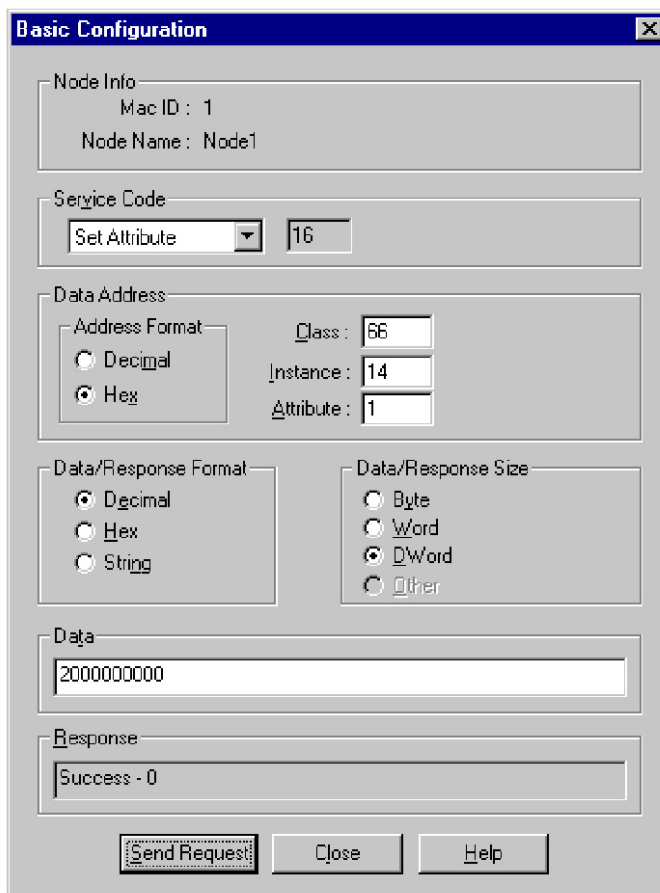 Basic Configuration
Node Info
Mac ID : 1
Node Name : Node1
Service Code
Set Attribute 16
Data Address
Address Format
Decimal
Hex
Class : 66
Instance : 14
Attribute : 1
Data/Response Format
Decimal
Hex
String
Data/Response Size
Byte
Word
DWord
Other
Data
2000000000
Response
Success - 0
Send Request Close Help